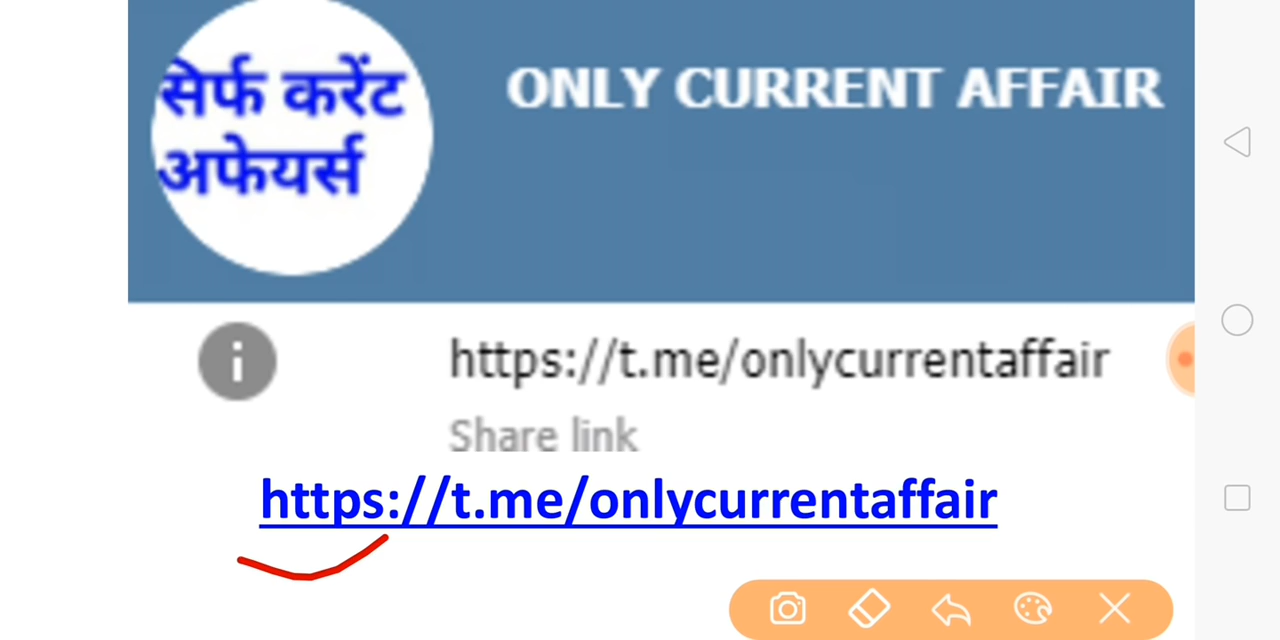 सिर्फ करेंट
अफेयर्स
ONLY CURRENT AFFAIR
https://t.me/onlycurrentaffair
Share link
https://t.me/onlycurrentaffair